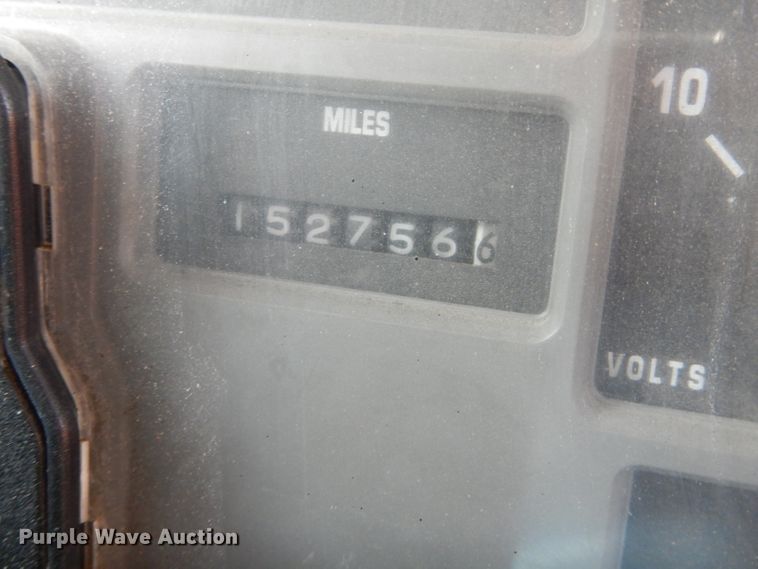 MILES
10
1527566
VOLTS
Purple Wave Auction